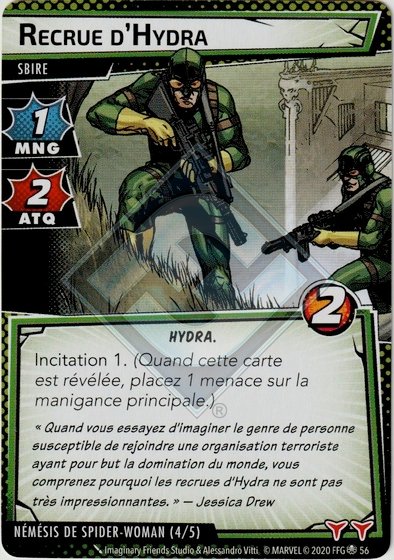 Recrue d'Hydra
SBIRE
1
MNG
2
ATQ
2
HYDRA.
Incitation 1. (Quand cette carte
est révélée, placez 1 menace sur la
manigance principale.)
« Quand vous essayez d'imaginer le genre de personne
susceptible de rejoindre une organisation terroriste
ayant pour but la domination du monde, vous
comprenez pourquoi les recrues d'Hydra ne sont pas
très impressionnantes. » — Jessica Drew
NÉMÉSIS DE SPIDER-WOMAN (4/5)
Imaginary Friends Studio & Alessandro Vitti. © MARVEL © 2020 FFG 56